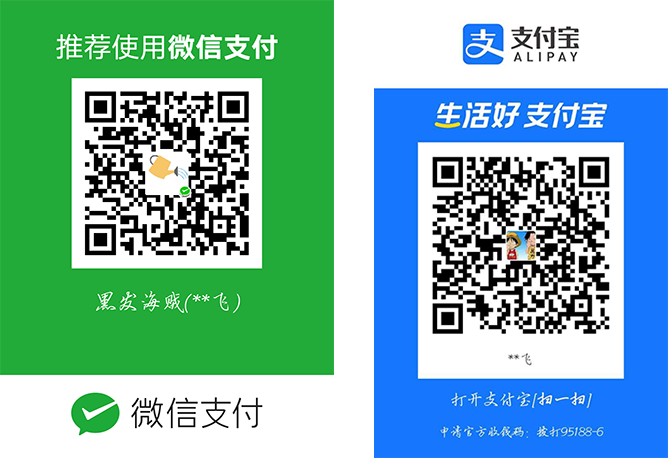 推荐使用微信支付
黑发海贼(**飞)
微信支付
支付宝
ALIPAY
生活好 支付宝
**飞
打开支付宝[扫一扫]
申请官方收钱码：拨打95188-6